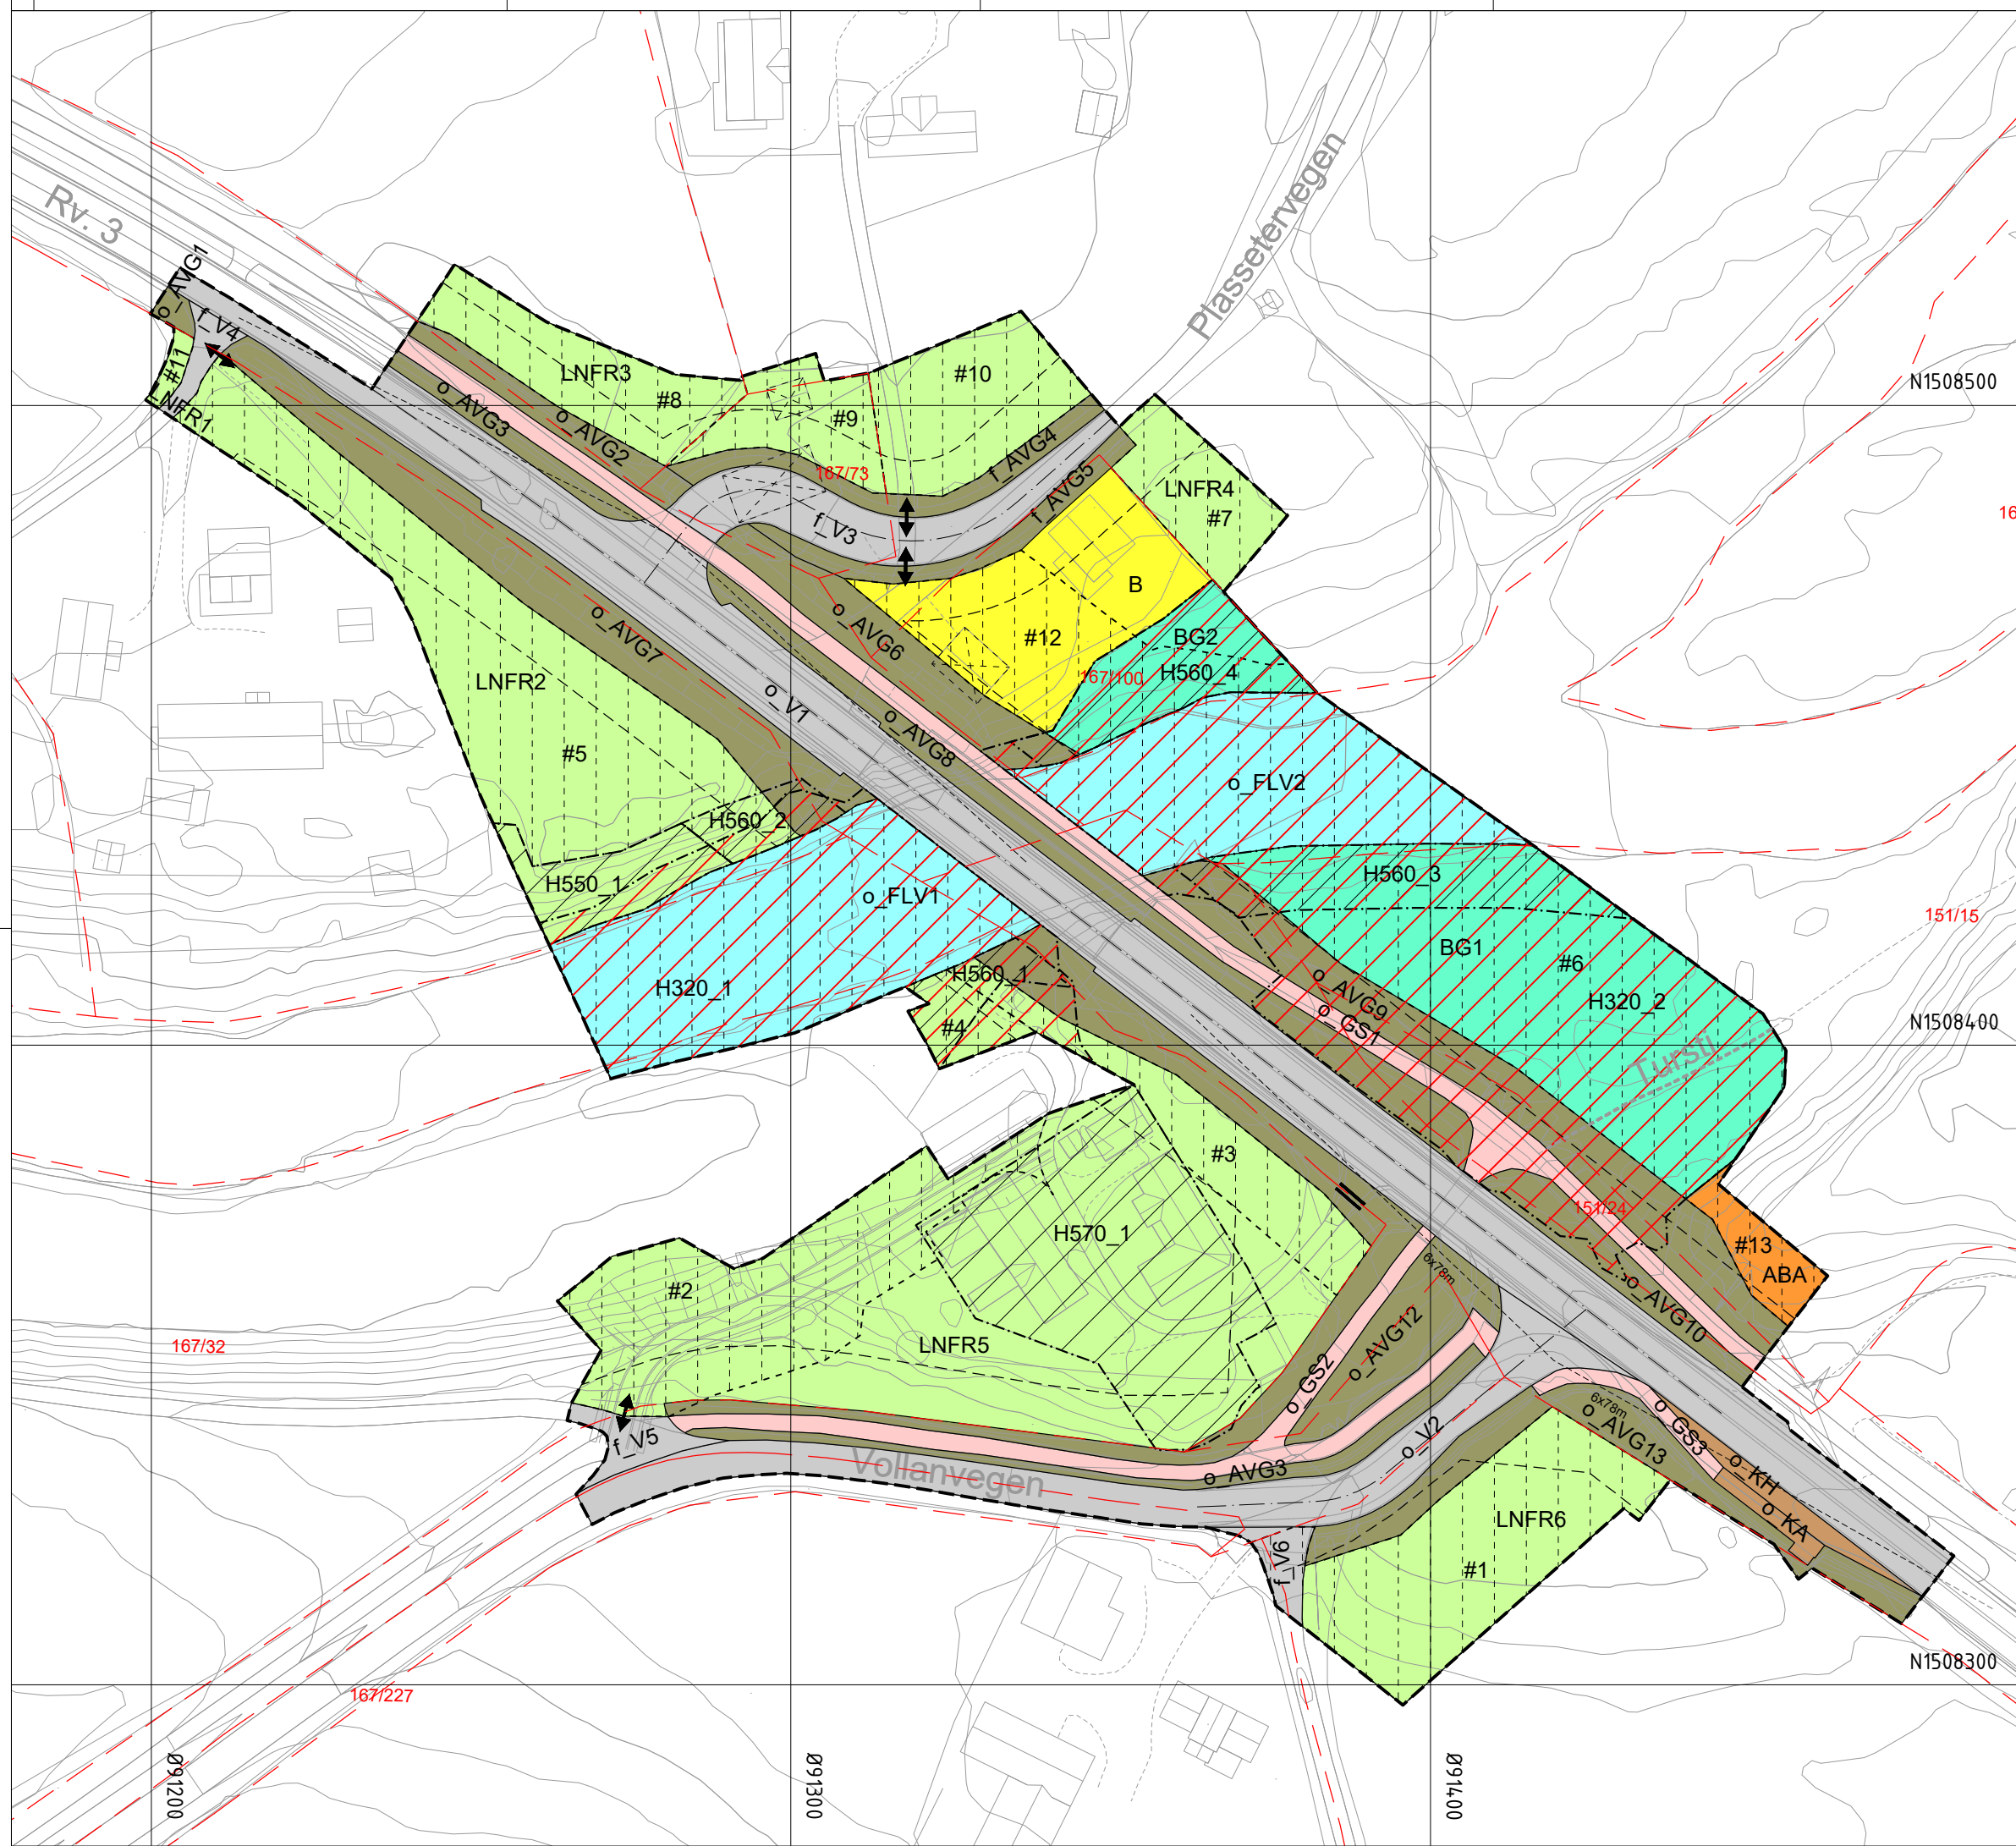 Rv. 3
Plassetervegen
o_AVG1
f_V4
#11
LNFR1
LNFR3
#8
#10
#9
N1508500
o_AVG3
o_AVG2
f_AVG4
167/73
f_AVG5
f_V3
LNFR4
#7
16
B
o_AVG6
#12
BG2
o_AVG7
167/100
H560_4
LNFR2
o_V1
o_AVG8
#5
o_FLV2
H560_2
H550_1
o_FLV1
H560_3
151/15
BG1
#6
H560_1
H320_1
o_AVG9
H320_2
#4
o_GS1
N1508400
Tursti
#3
151/24
H570_1
#13
ABA
6x78m
#2
o_AVG10
167/32
LNFR5
o_AVG12
o_GS2
6x78m
o_GS3
o_AVG13
f_V5
o_V2
Vollanvegen
o_AVG3
o_KH
o_KA
LNFR6
f_V6
#1
N1508300
167/227
Ø91200
Ø91300
Ø91400